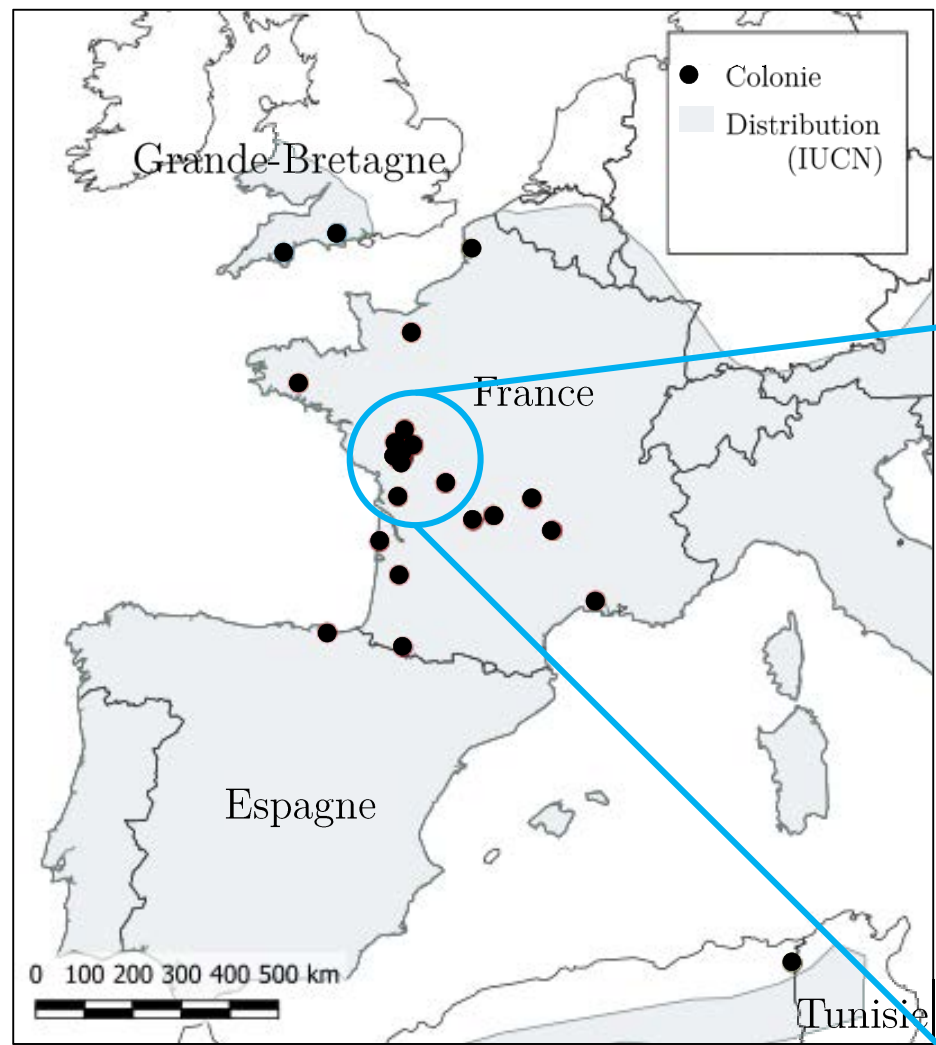 Colonie
Distribution
(IUCN)
Grande-Bretagne
France
Espagne
0 100 200 300 400 500 km
Tunisie